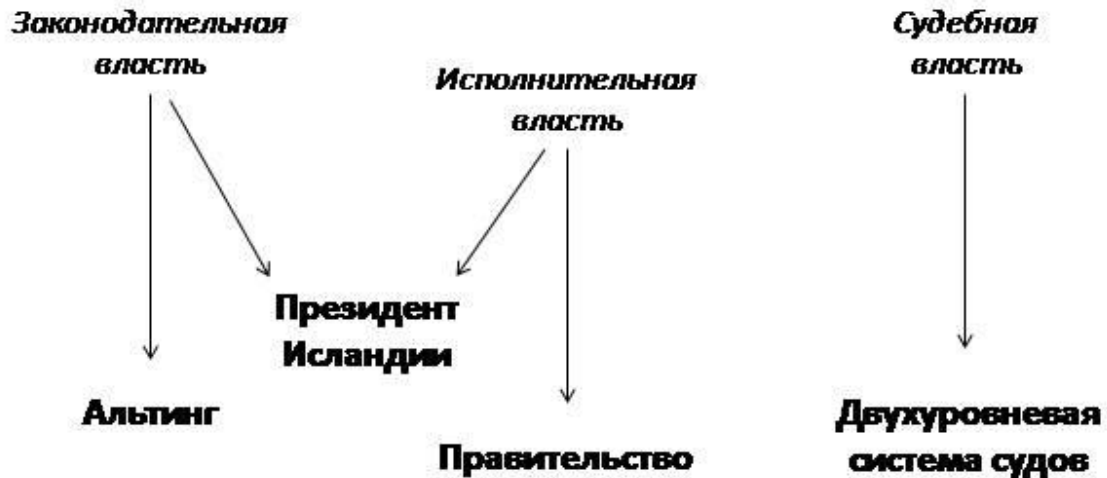 Законодательная
власть
Исполнительная
власть
Судебная
власть
Президент
Исландии
Альтинг
Правительство
Двухуровневая
система судов